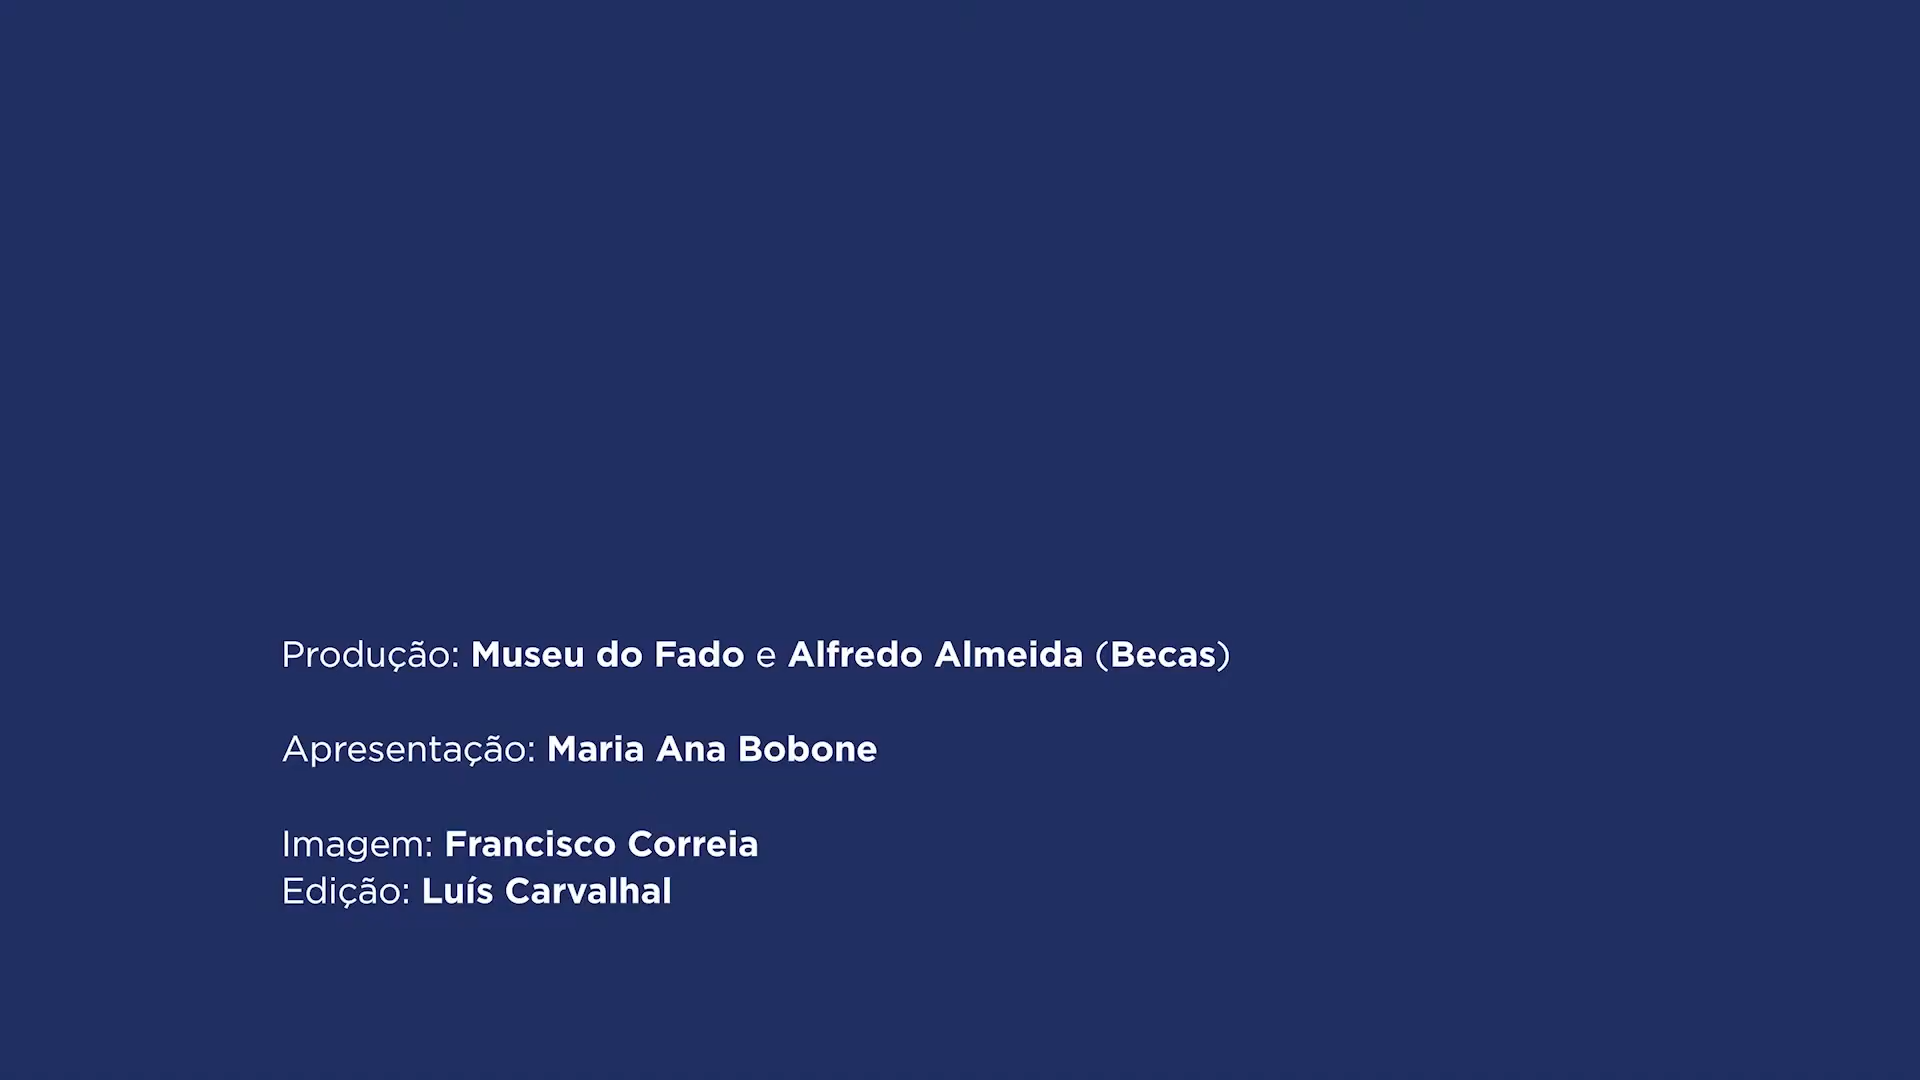 Produção: Museu do Fado e Alfredo Almeida (Becas)
Apresentação: Maria Ana Bobone
Imagem: Francisco Correia
Edição: Luís Carvalhal